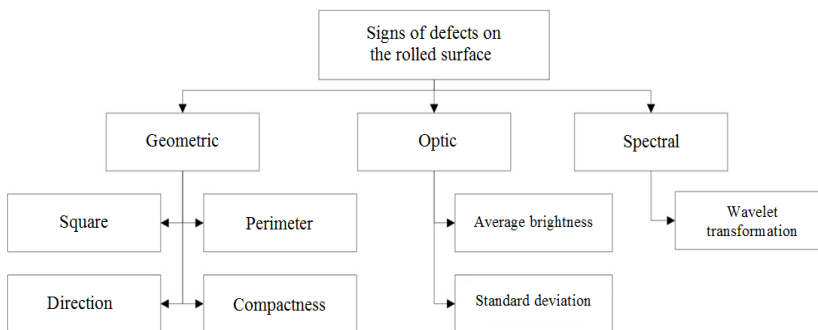 Signs of defects on
the rolled surface
Geometric
Optic
Spectral
Square
Perimeter
Average brightness
Wavelet
transformation
Direction
Compactness
Standard deviation